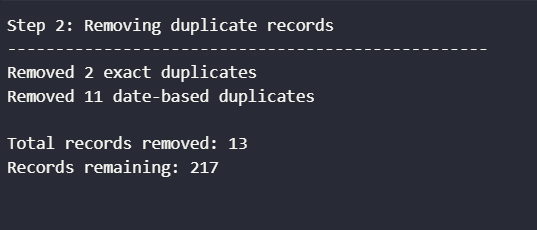 Step 2: Removing duplicate records
--------------------------------------------------
Removed 2 exact duplicates
Removed 11 date-based duplicates
Total records removed: 13
Records remaining: 217